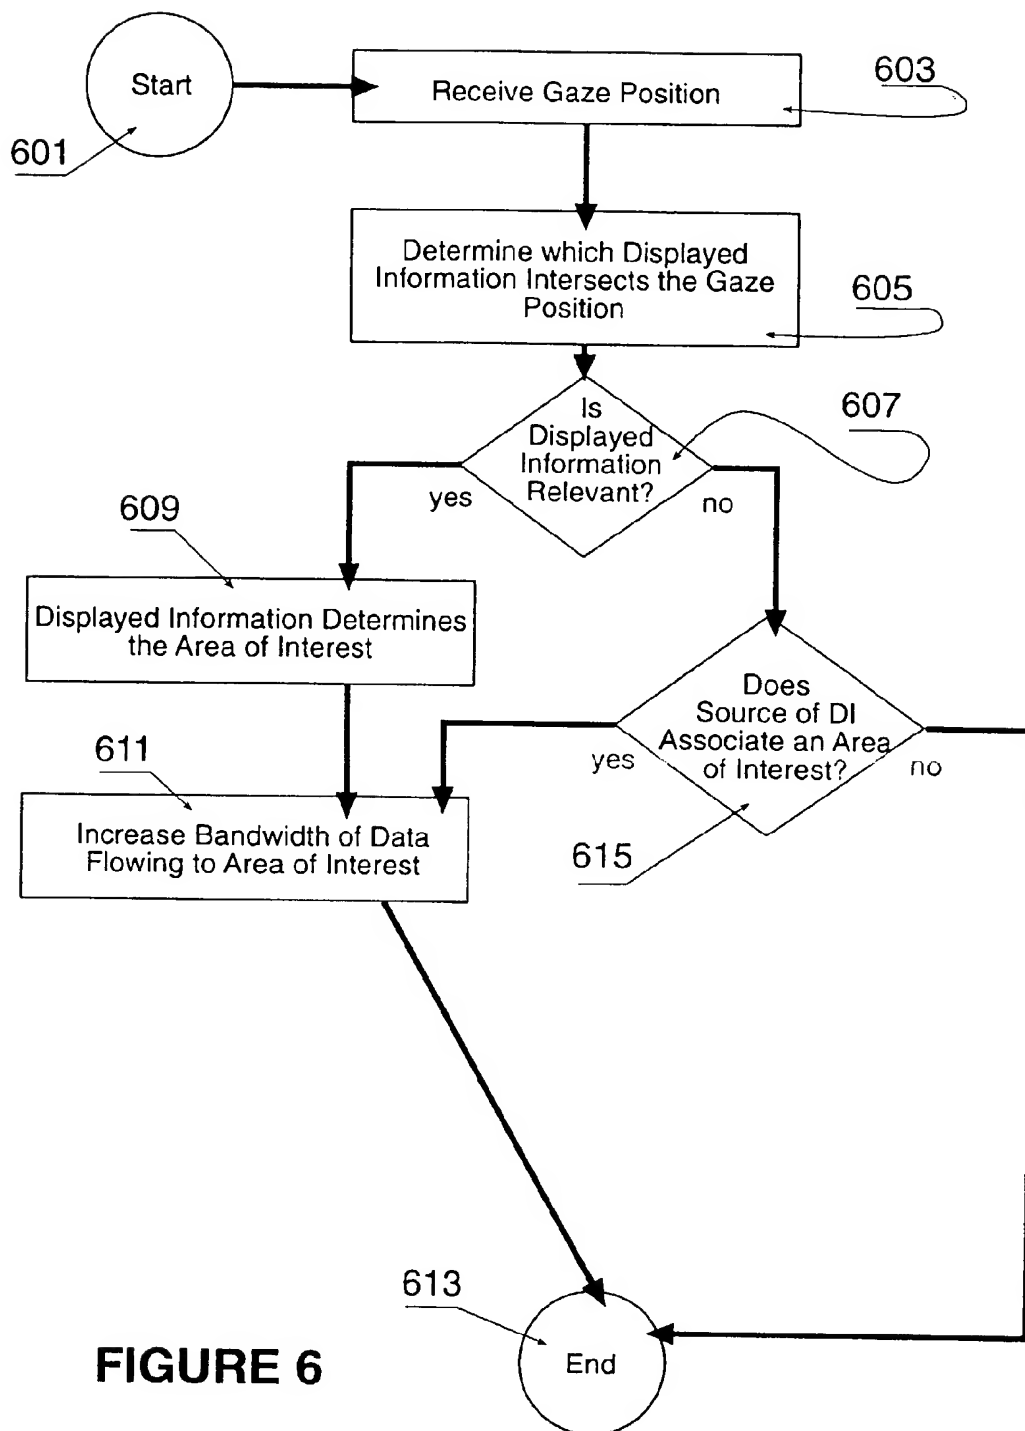 Start
601
Receive Gaze Position
603
Determine which Displayed
Information Intersects the Gaze
Position
605
Is
Displayed
Information
Relevant?
607
yes
no
609
Displayed Information Determines
the Area of Interest
Does
Source of DI
Associate an Area
of Interest?
yes
no
615
611
Increase Bandwidth of Data
Flowing to Area of Interest
613
End
FIGURE 6